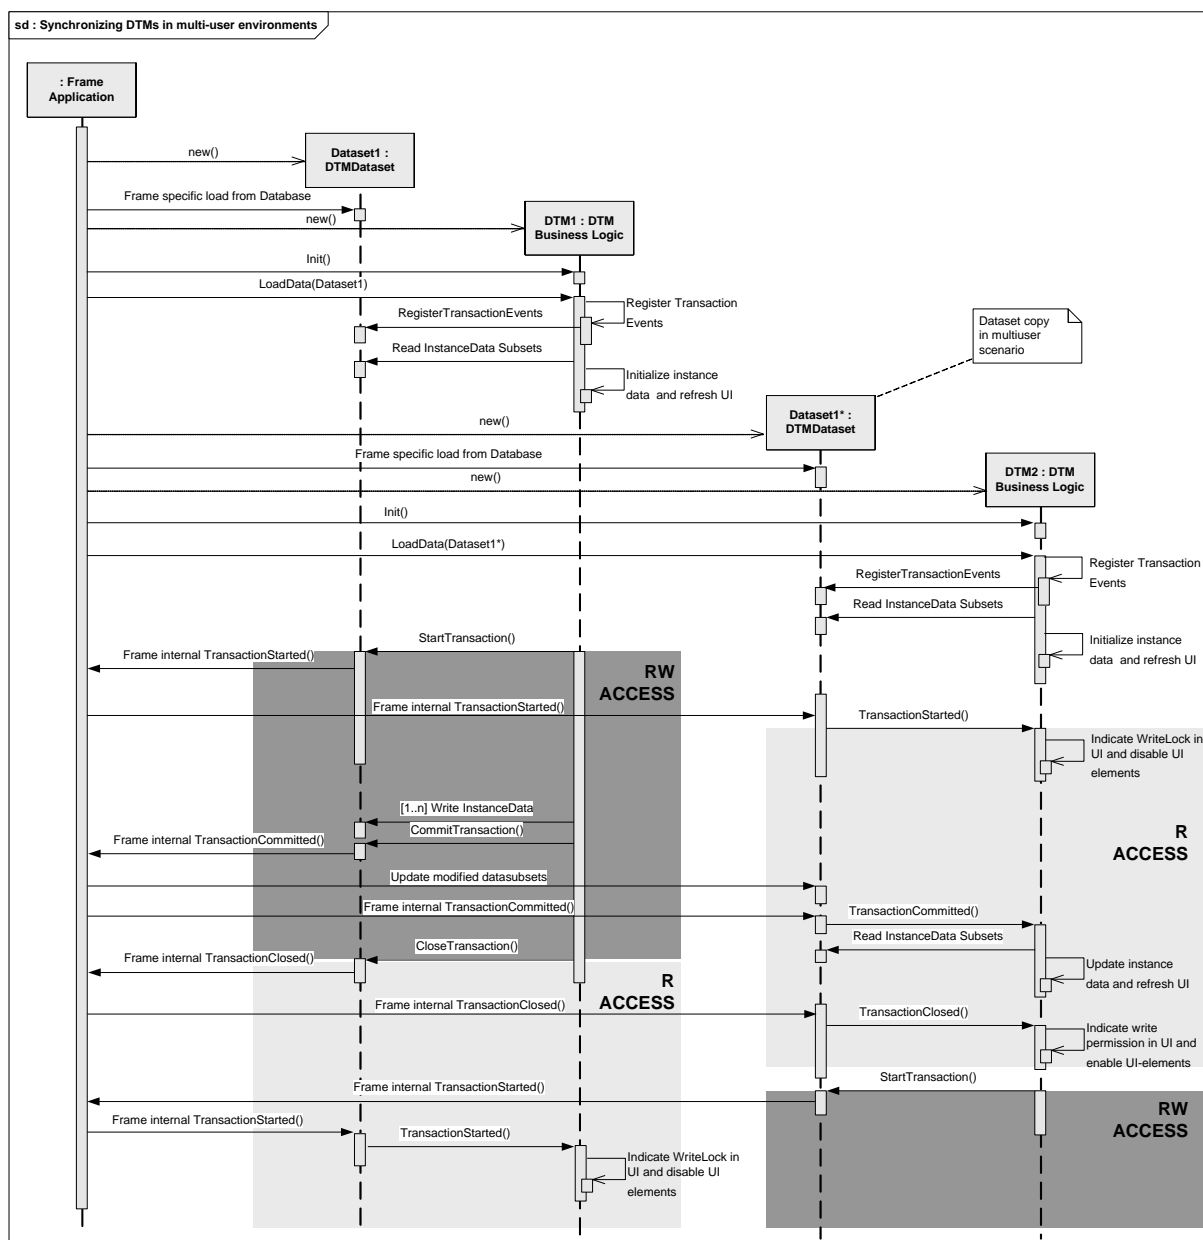 sd : Synchronizing DTMs in multi-user environments
: Frame
Application
new()
Dataset1 :
DTMDataset
Frame specific load from Database
new()
DTM1 : DTM
Business Logic
Init()
LoadData(Dataset1)
Register Transaction
Events
RegisterTransactionEvents
Read InstanceData Subsets
Initialize instance
data and refresh UI
Dataset copy
in multiuser
scenario
new()
Dataset1* :
DTMDataset
Frame specific load from Database
new()
DTM2 : DTM
Business Logic
Init()
LoadData(Dataset1*)
Register Transaction
Events
RegisterTransactionEvents
Read InstanceData Subsets
Initialize instance
data and refresh UI
StartTransaction()
Frame internal TransactionStarted()
RW
ACCESS
Frame internal TransactionStarted()
TransactionStarted()
Indicate WriteLock in
UI and disable UI
elements
[1..n] Write InstanceData
CommitTransaction()
Frame internal TransactionCommitted()
R
ACCESS
Update modified datasubsets
Frame internal TransactionCommitted()
TransactionCommitted()
Read InstanceData Subsets
Update instance
data and refresh UI
CloseTransaction()
Frame internal TransactionClosed()
R
ACCESS
Frame internal TransactionClosed()
TransactionClosed()
Indicate write
permission in UI and
enable UI-elements
StartTransaction()
Frame internal TransactionStarted()
RW
ACCESS
Frame internal TransactionStarted()
TransactionStarted()
Indicate WriteLock in
UI and disable UI
elements